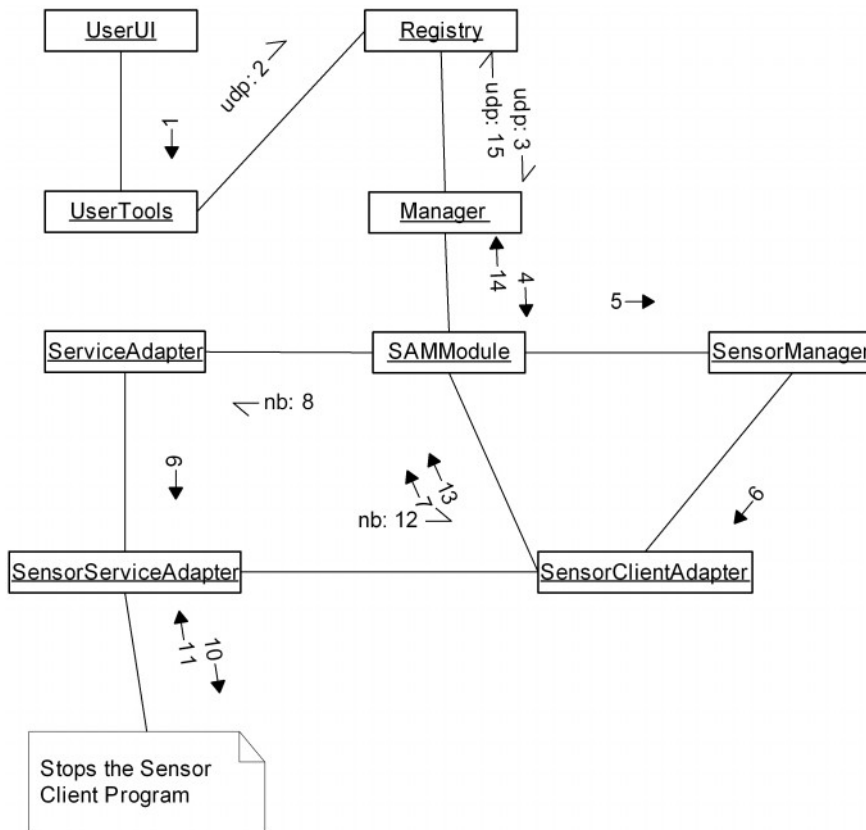 UserUI
Registry
udp: 2
udp: 3
udp: 15
1
UserTools
Manager
14
4
5
ServiceAdapter
SAMModule
SensorManager
nb: 8
9
7
13
nb: 12
6
SensorServiceAdapter
SensorClientAdapter
11
10
Stops the Sensor
Client Program